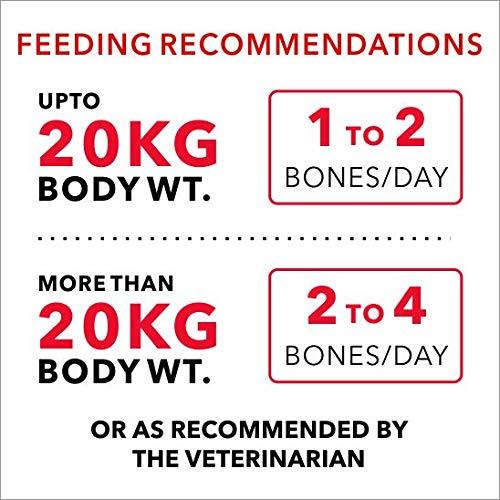 FEEDING RECOMMENDATIONS
UPTO
20KG
BODY WT.
1 TO 2
BONES/DAY
MORE THAN
20KG
BODY WT.
2 TO 4
BONES/DAY
OR AS RECOMMENDED BY
THE VETERINARIAN